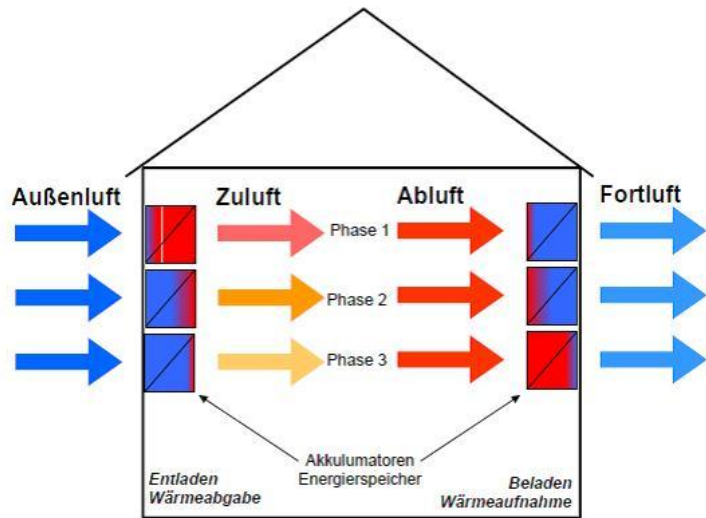 Außenluft
Zuluft
Abluft
Fortluft
Phase 1
Phase 2
Phase 3
Akkulumatoren
Energierspeicher
Entladen
Wärmeabgabe
Beladen
Wärmeaufnahme